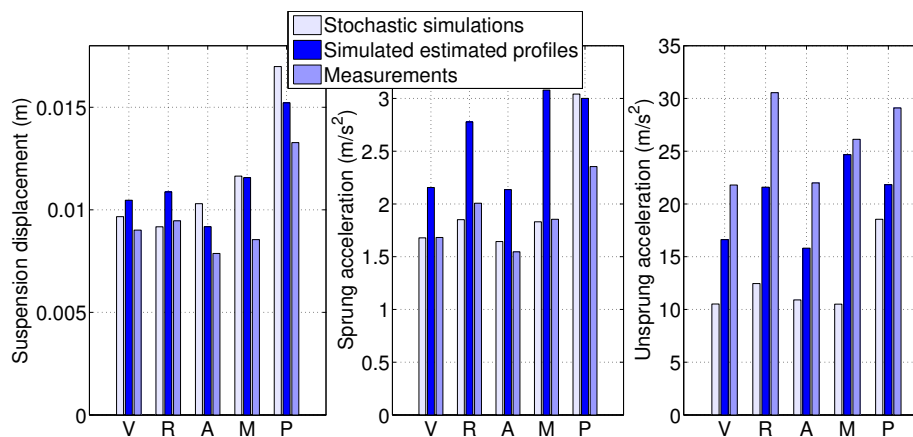 Stochastic simulations
Simulated estimated profiles
Measurements
Suspension displacement (m)
0.015
0.01
0.005
0
V R A M P
Sprung acceleration (m/s²)
3
2.5
2
1.5
1
0.5
0
V R A M P
Unsprung acceleration (m/s²)
35
30
25
20
15
10
5
0
V R A M P